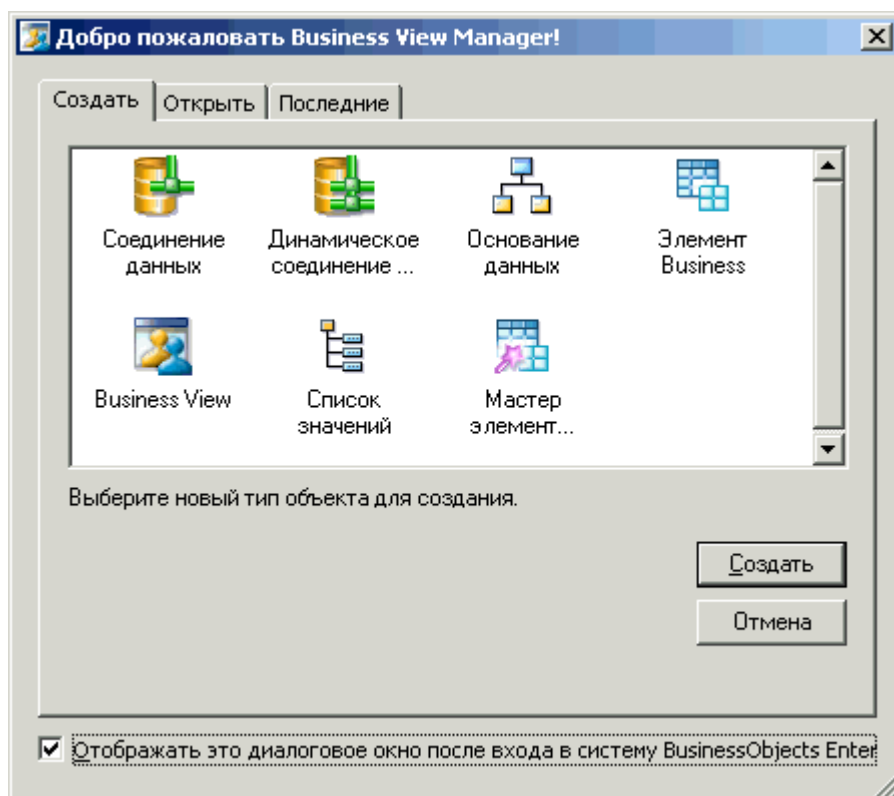 Добро пожаловать Business View Manager!
Создать Открыть Последние
Соединение данных
Динамическое соединение ...
Основание данных
Элемент Business
Business View
Список значений
Мастер элемент...
Выберите новый тип объекта для создания.
Создать
Отмена
Отображать это диалоговое окно после входа в систему BusinessObjects Enter